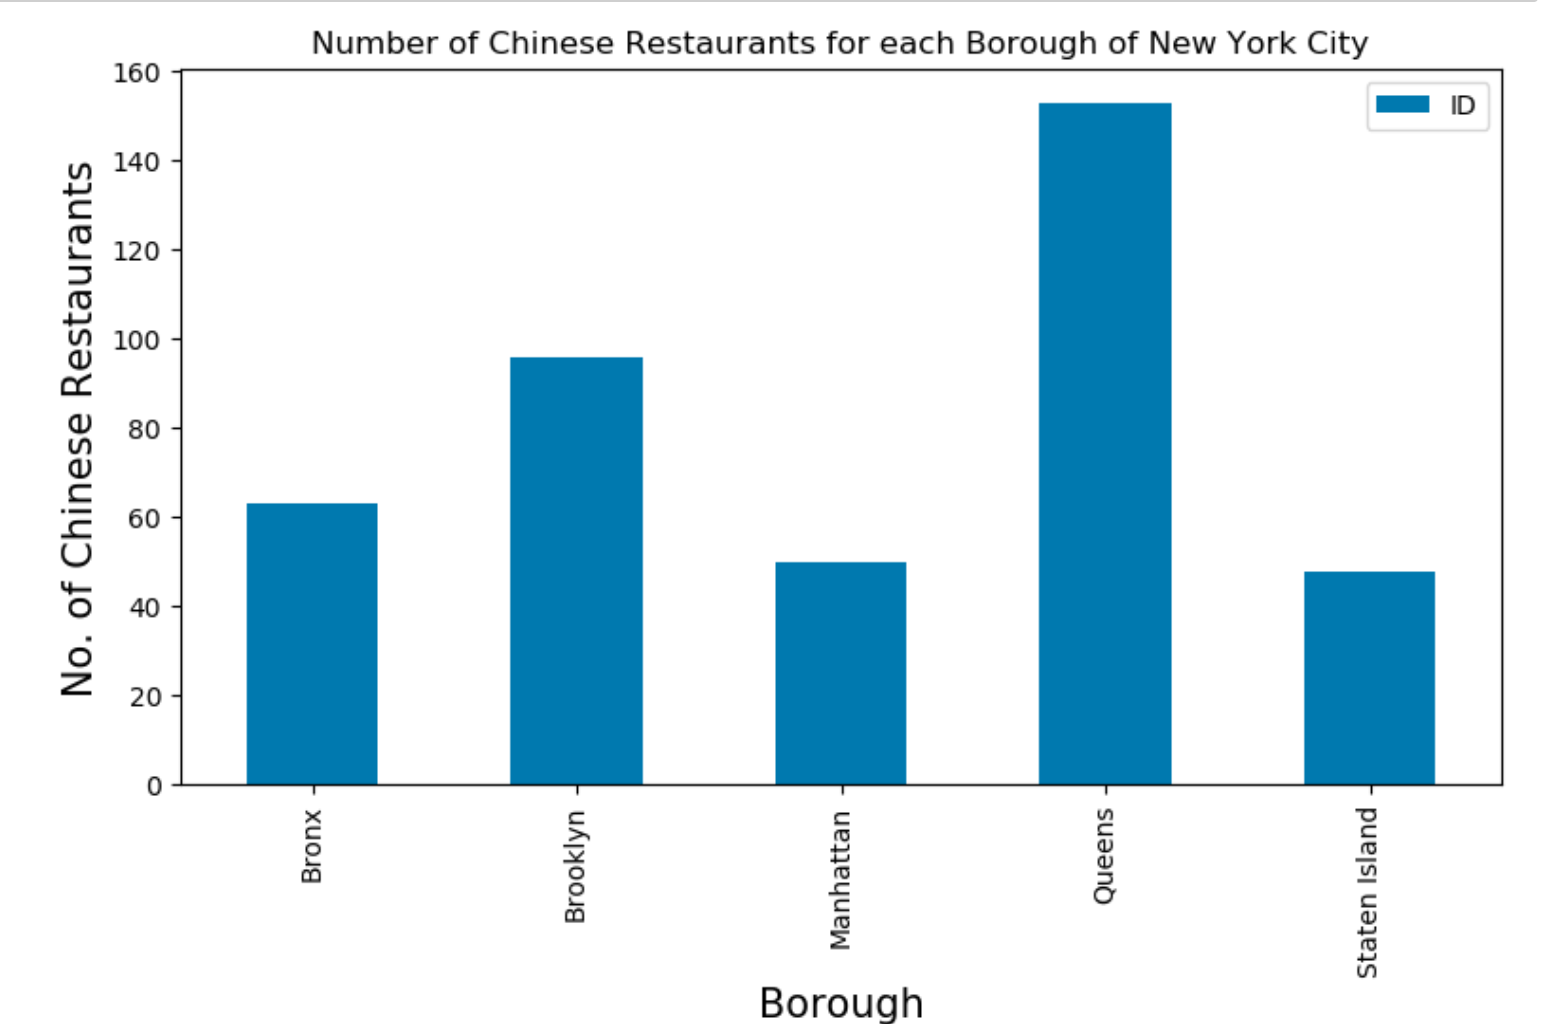 Number of Chinese Restaurants for each Borough of New York City
ID
No. of Chinese Restaurants
160
140
120
100
80
60
40
20
0
Bronx
Brooklyn
Manhattan
Queens
Staten Island
Borough